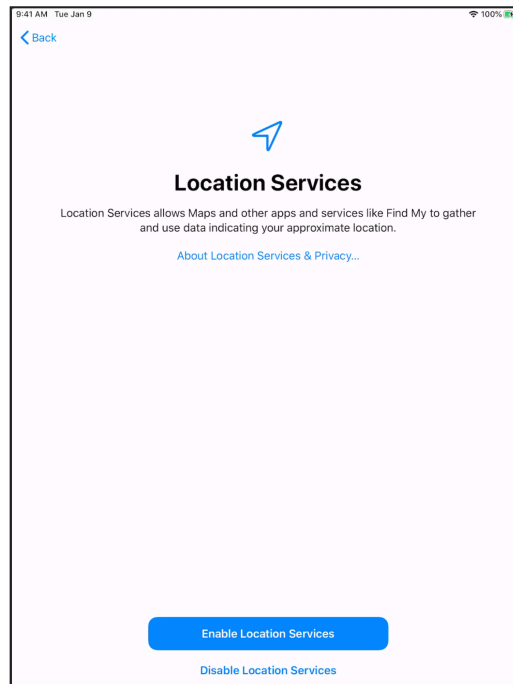 9:41 AM Tue Jan 9 100%
Back
Location Services
Location Services allows Maps and other apps and services like Find My to gather
and use data indicating your approximate location.
About Location Services & Privacy...
Enable Location Services
Disable Location Services